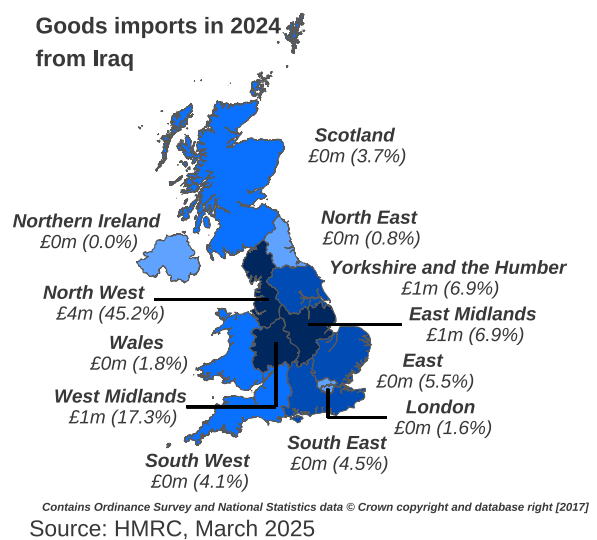 Goods imports in 2024
from Iraq
Scotland
£0m (3.7%)
Northern Ireland
£0m (0.0%)
North East
£0m (0.8%)
Yorkshire and the Humber
£1m (6.9%)
North West
£4m (45.2%)
East Midlands
£1m (6.9%)
Wales
£0m (1.8%)
East
£0m (5.5%)
West Midlands
£1m (17.3%)
London
£0m (1.6%)
South East
£0m (4.5%)
South West
£0m (4.1%)
Contains Ordinance Survey and National Statistics data © Crown copyright and database right [2017]
Source: HMRC, March 2025